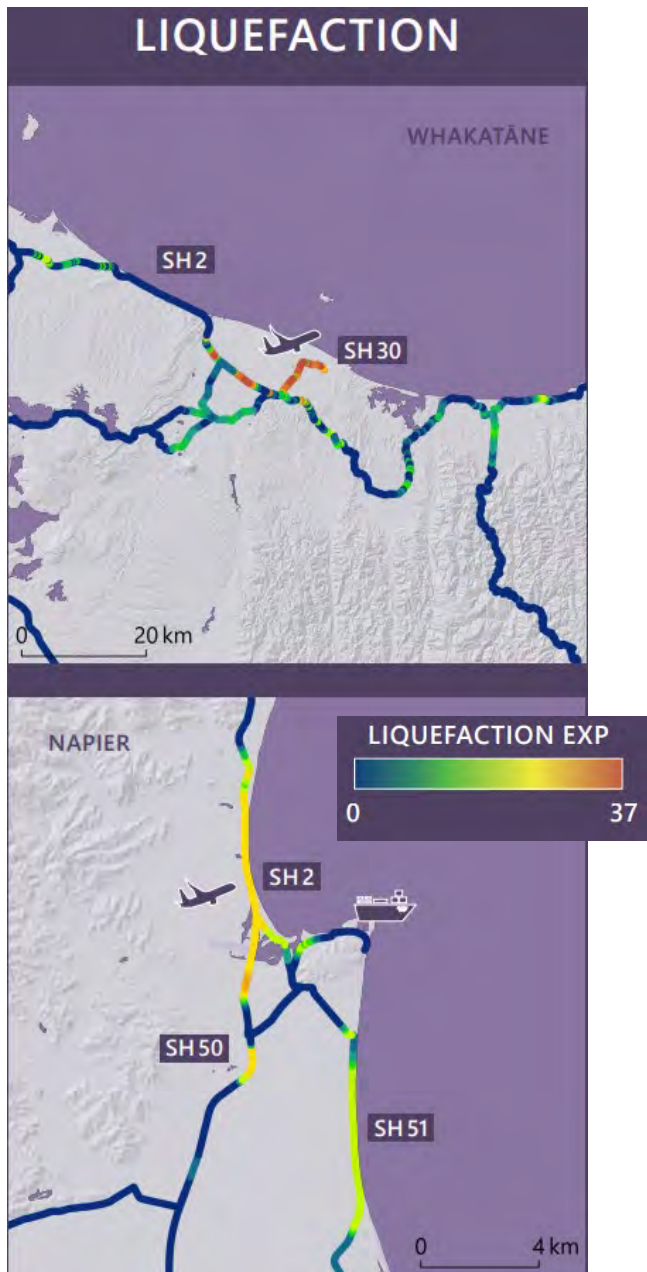 LIQUEFACTION
WHAKATĀNE
SH 2
SH 30
0 20 km
NAPIER
LIQUEFACTION EXP
0 37
SH 2
SH 50
SH 51
0 4 km